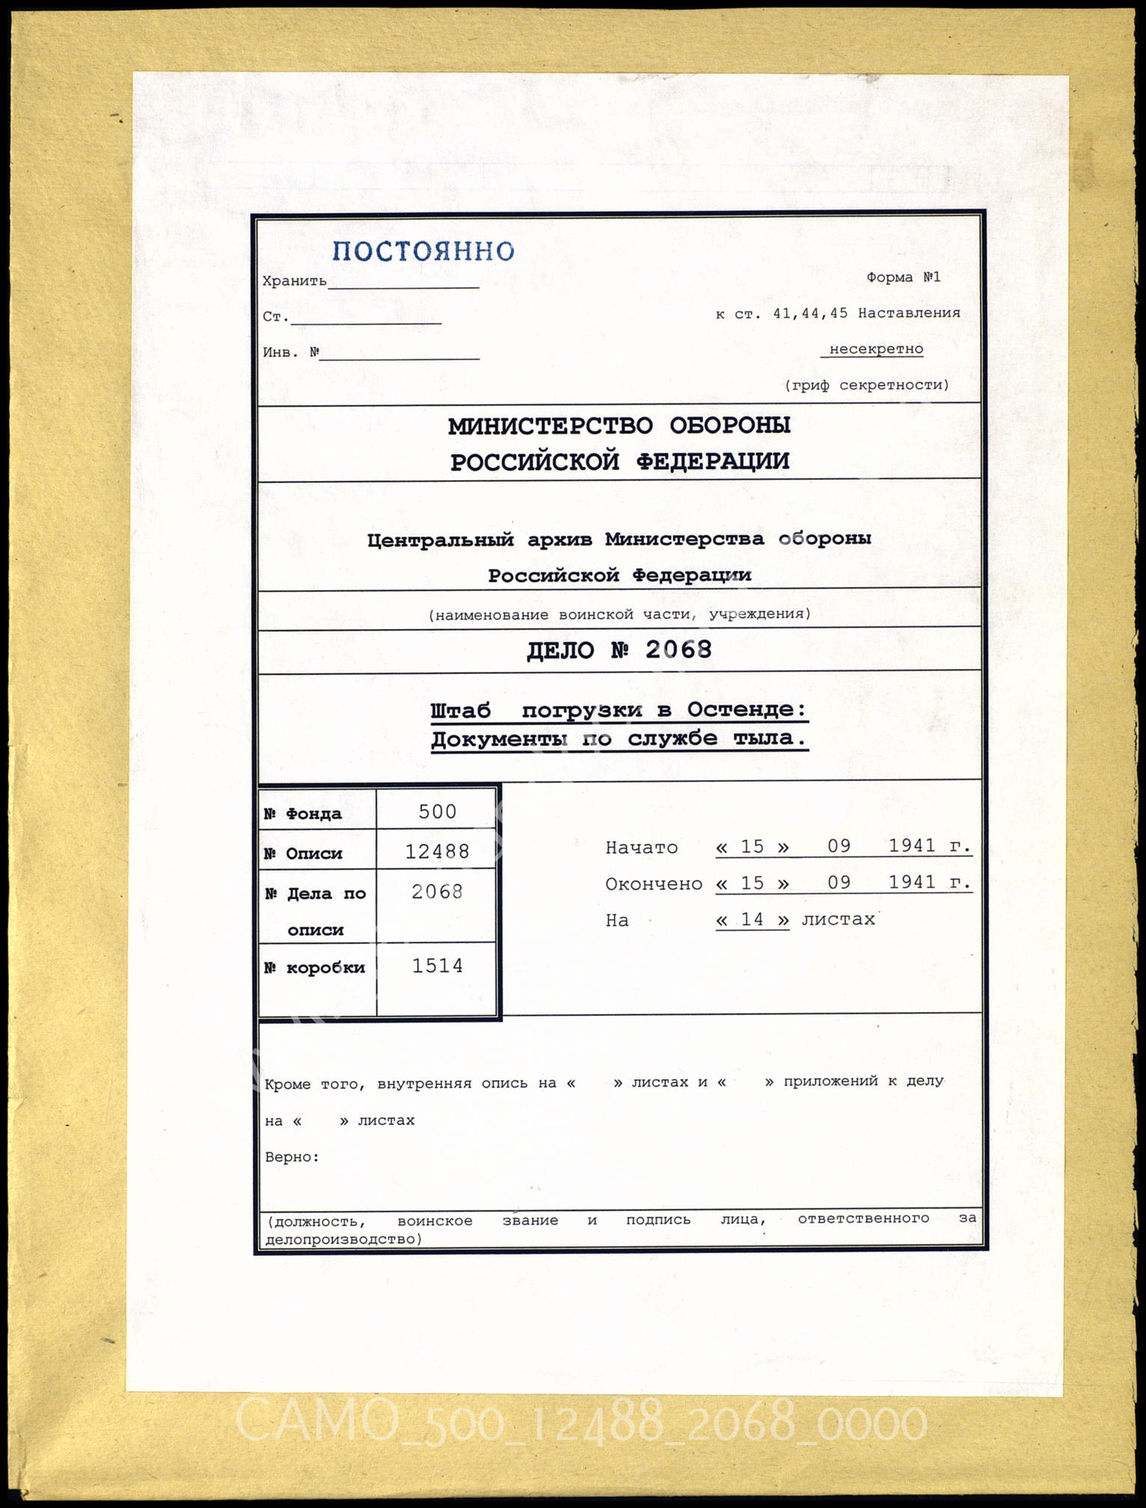 ПОСТОЯННО
Хранить
Форма №1
Ст.
к ст. 41,44,45 Наставления
Инв. №
несекретно
(гриф секретности)
МИНИСТЕРСТВО ОБОРОНЫ
РОССИЙСКОЙ ФЕДЕРАЦИИ
Центральный архив Министерства обороны
Российской Федерации
(наименование воинской части, учреждения)
ДЕЛО № 2068
Штаб погрузки в Остенде:
Документы по службе тыла.
№ Фонда 500
№ Описи 12488
№ Дела по 2068
описи
№ коробки 1514
Начато « 15 » 09 1941 г.
Окончено « 15 » 09 1941 г.
На « 14 » листах
Кроме того, внутренняя опись на « » листах и « » приложений к делу
на « » листах
Верно:
(должность, воинское звание и подпись лица, ответственного за
делопроизводство)
CAMO_500_12488_2068_0000